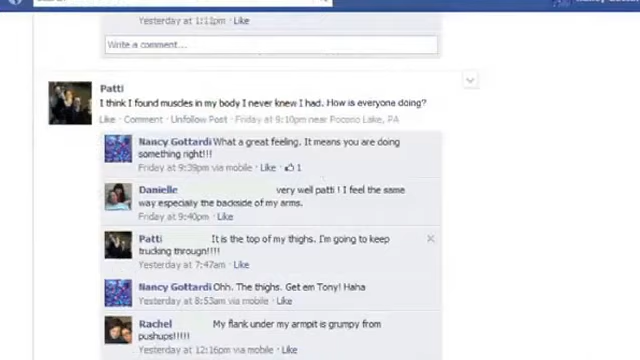 Yesterday at 1:11pm · Like
Write a comment...
Patti
I think I found muscles in my body I never knew I had. How is everyone doing?
Like · Comment · Unfollow Post · Friday at 9:10pm near Pocono Lake, PA
Nancy Gottardi What a great feeling. It means you are doing
something right!!!
Friday at 9:39pm via mobile · Like · 1
Danielle very well patti ! I feel the same
way especially the backside of my arms.
Friday at 9:40pm · Like
Patti It is the top of my thighs. I'm going to keep
trucking through!!!!
Yesterday at 7:47am · Like
Nancy Gottardi Ohh. The thighs. Get em Tony! Haha
Yesterday at 8:53am via mobile · Like
Rachel My flank under my armpit is grumpy from
pushups!!!!!
Yesterday at 12:16pm via mobile · Like